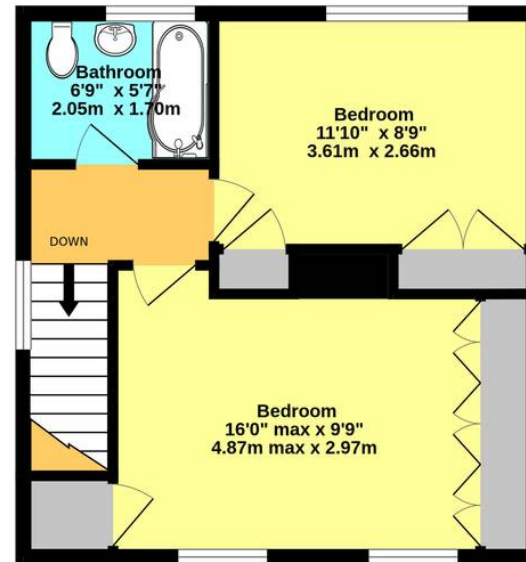 Bathroom
6'9" x 5'7"
2.05m x 1.70m
Bedroom
11'10" x 8'9"
3.61m x 2.66m
DOWN
Bedroom
16'0" max x 9'9"
4.87m max x 2.97m